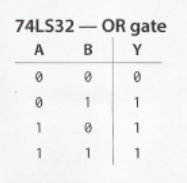 74LS32 — OR gate
A B Y
0 0 0
0 1 1
1 0 1
1 1 1